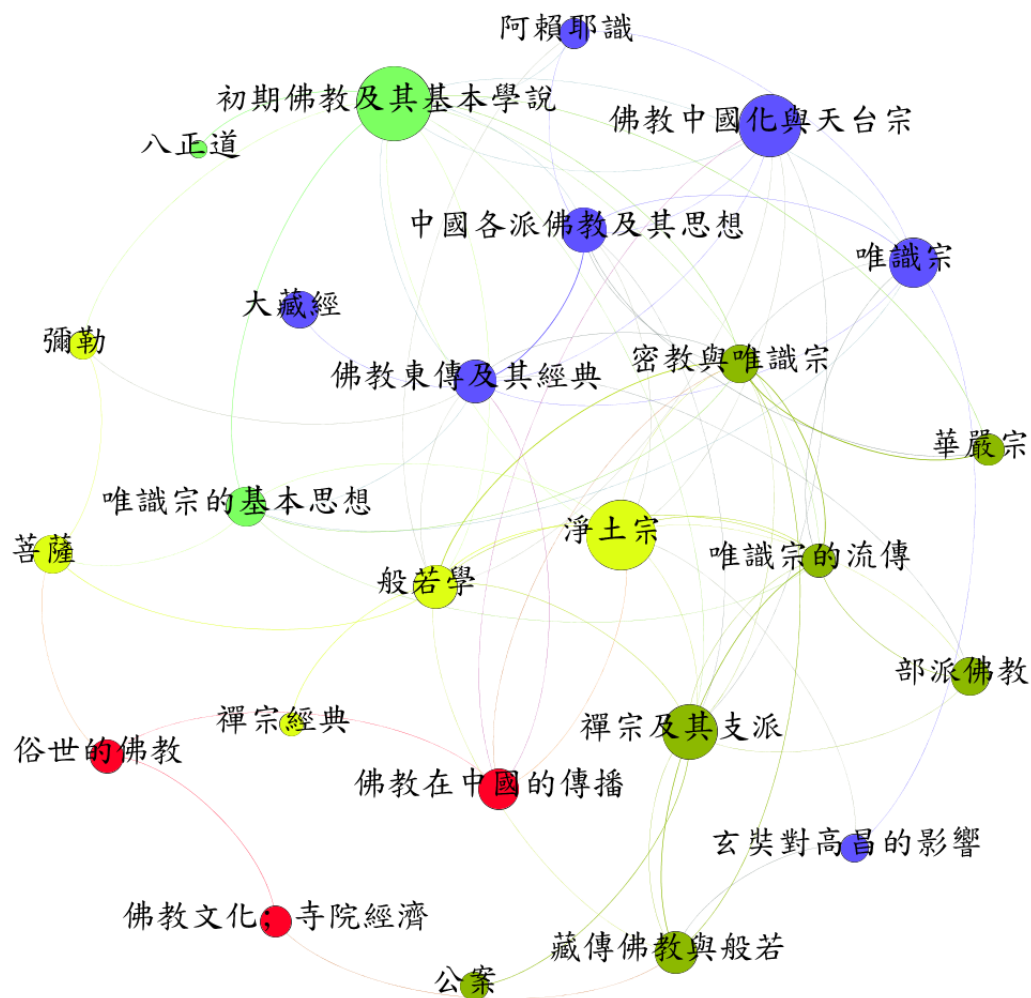 阿賴耶識
初期佛教及其基本學說
佛教中國化與天台宗
八正道
中國各派佛教及其思想
唯識宗
大藏經
彌勒
佛教東傳及其經典
密教與唯識宗
華嚴宗
唯識宗的基本思想
淨土宗
菩薩
般若學
唯識宗的流傳
部派佛教
禪宗經典
禪宗及其支派
俗世的佛教
佛教在中國的傳播
玄奘對高昌的影響
佛教文化; 寺院經濟
藏傳佛教與般若
公案